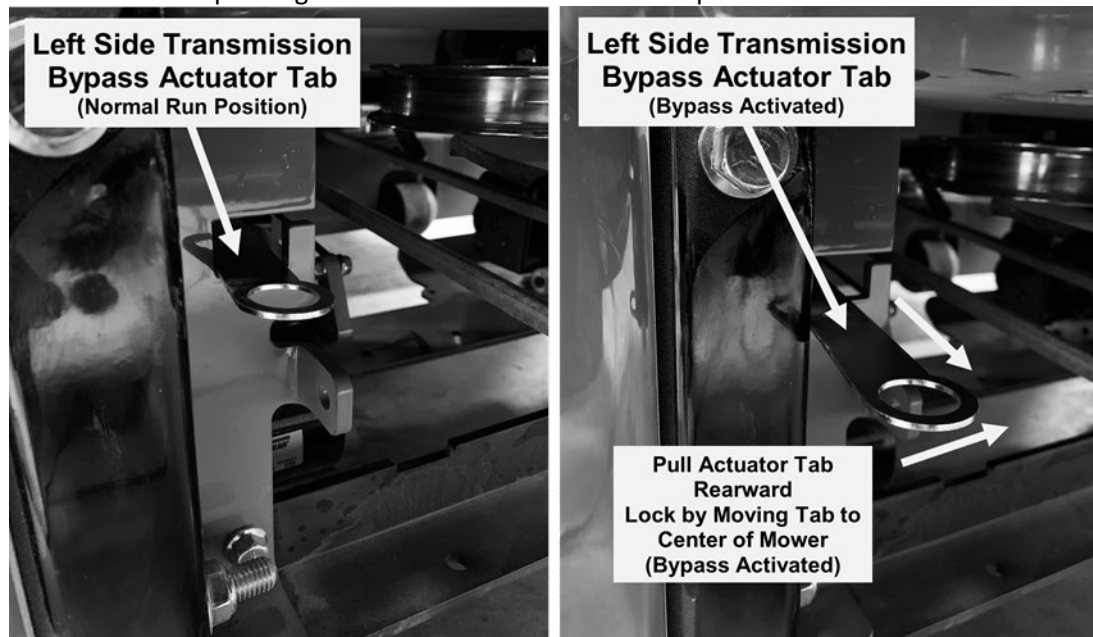 Left Side Transmission
Bypass Actuator Tab
(Normal Run Position)
Left Side Transmission
Bypass Actuator Tab
(Bypass Activated)
Pull Actuator Tab
Rearward
Lock by Moving Tab to
Center of Mower
(Bypass Activated)